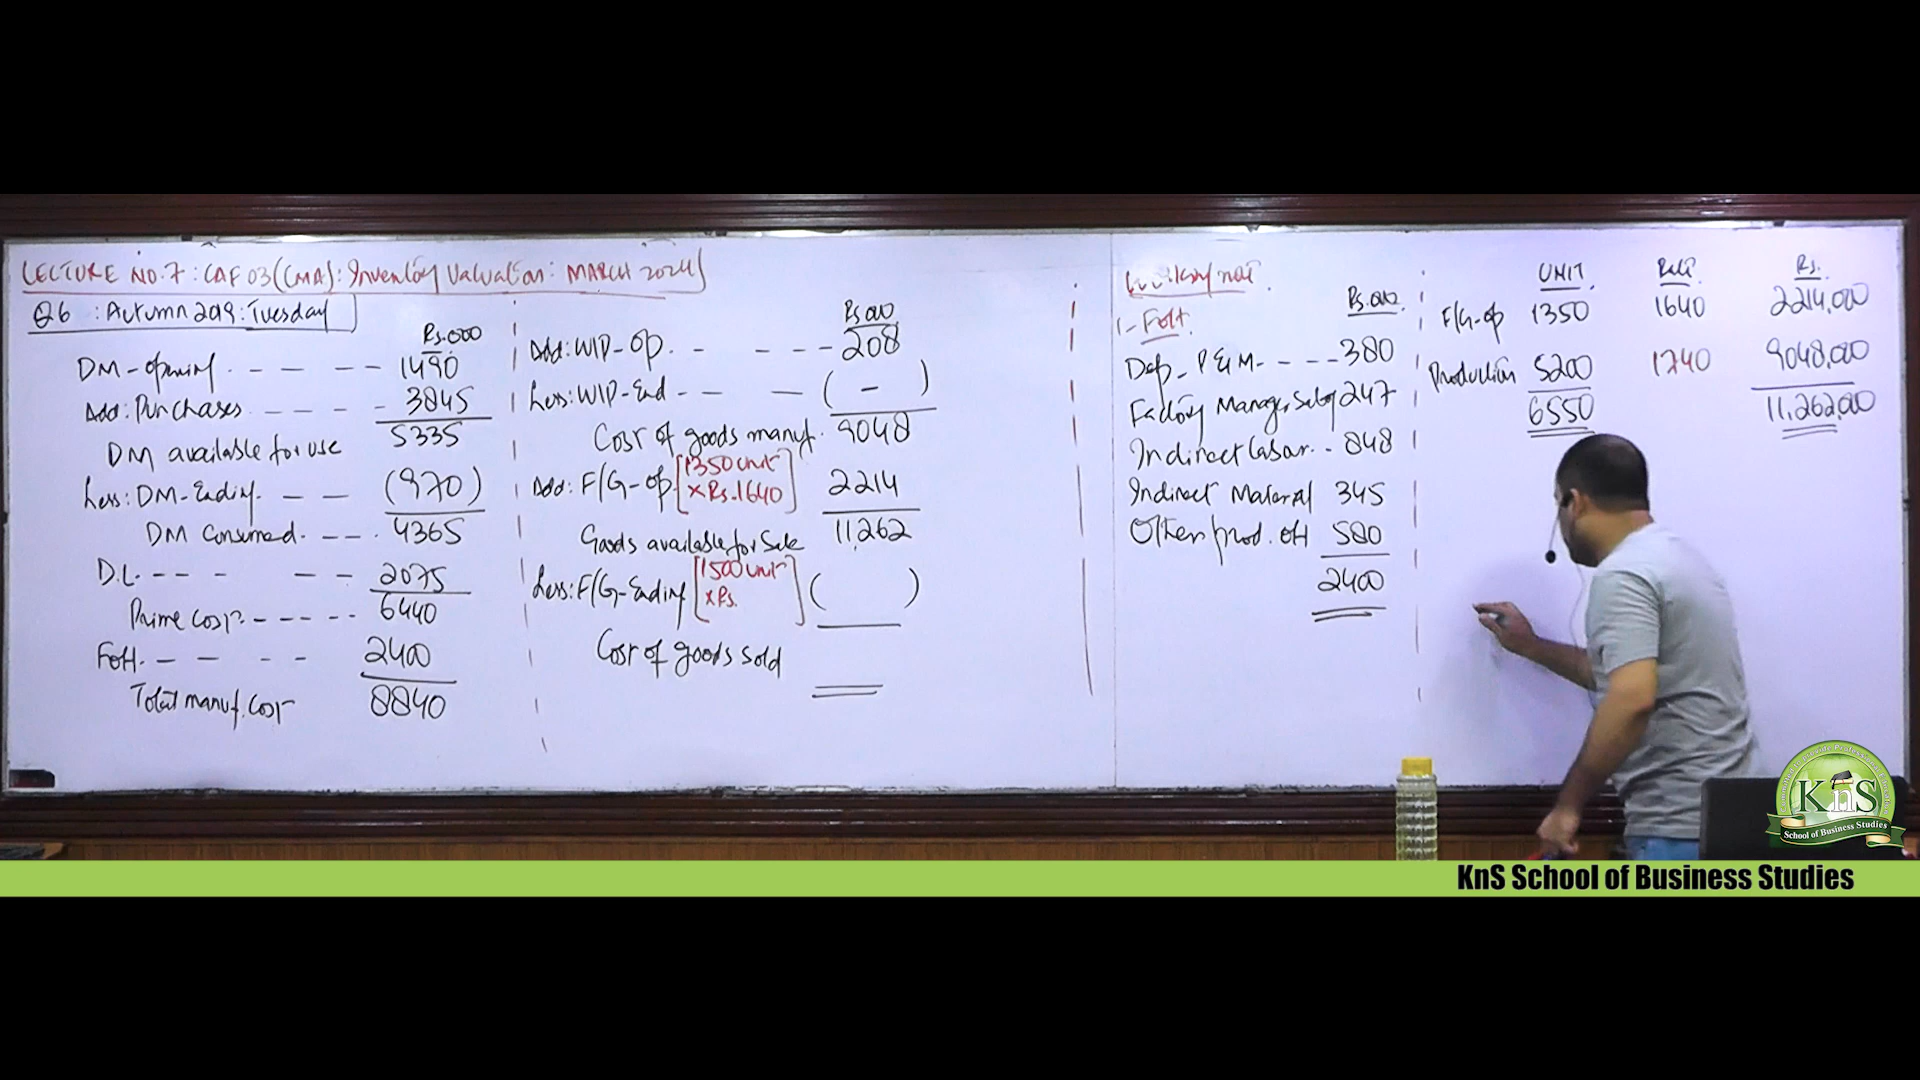 LECTURE NO.7: CAF 03 (CMA): Inventory Valuation: MARCH 2024
Q6 : Autumn 2019: Tuesday
Rs.000
DM-opening. - - - - 1490
Add: Purchases - - - - - 3845
DM available for use 5335
Less: DM-Ending. - - (970)
DM Consumed. - - . 4365
D.L. - - - - - 2075
Prime cost - - - - - 6440
FOH. - - - - 2400
Total manuf. cost 8840
Rs 000
Add: WIP-op. - - - - 208
Less: WIP-End - - - ( - )
Cost of goods manuf. 9048
Add: F/G-op [1350 unit × Rs.1640] 2214
Goods available for Sale 11,262
Less: F/G-Ending [1500 unit × Rs. ] ( )
Cost of goods sold
Working not.
Rs.000
1- FOH.
Dep_ P&M. - - - - 380
Factory Manager Salary 247
Indirect labar. - - 848
Indirect Material 345
Other prod. OH 580
2400
UNIT Rate Rs.
F/G-op 1350 1640 2214,000
Production 5200 1740 9048,000
6550 11,262,000
KnS
School of Business Studies
KnS School of Business Studies